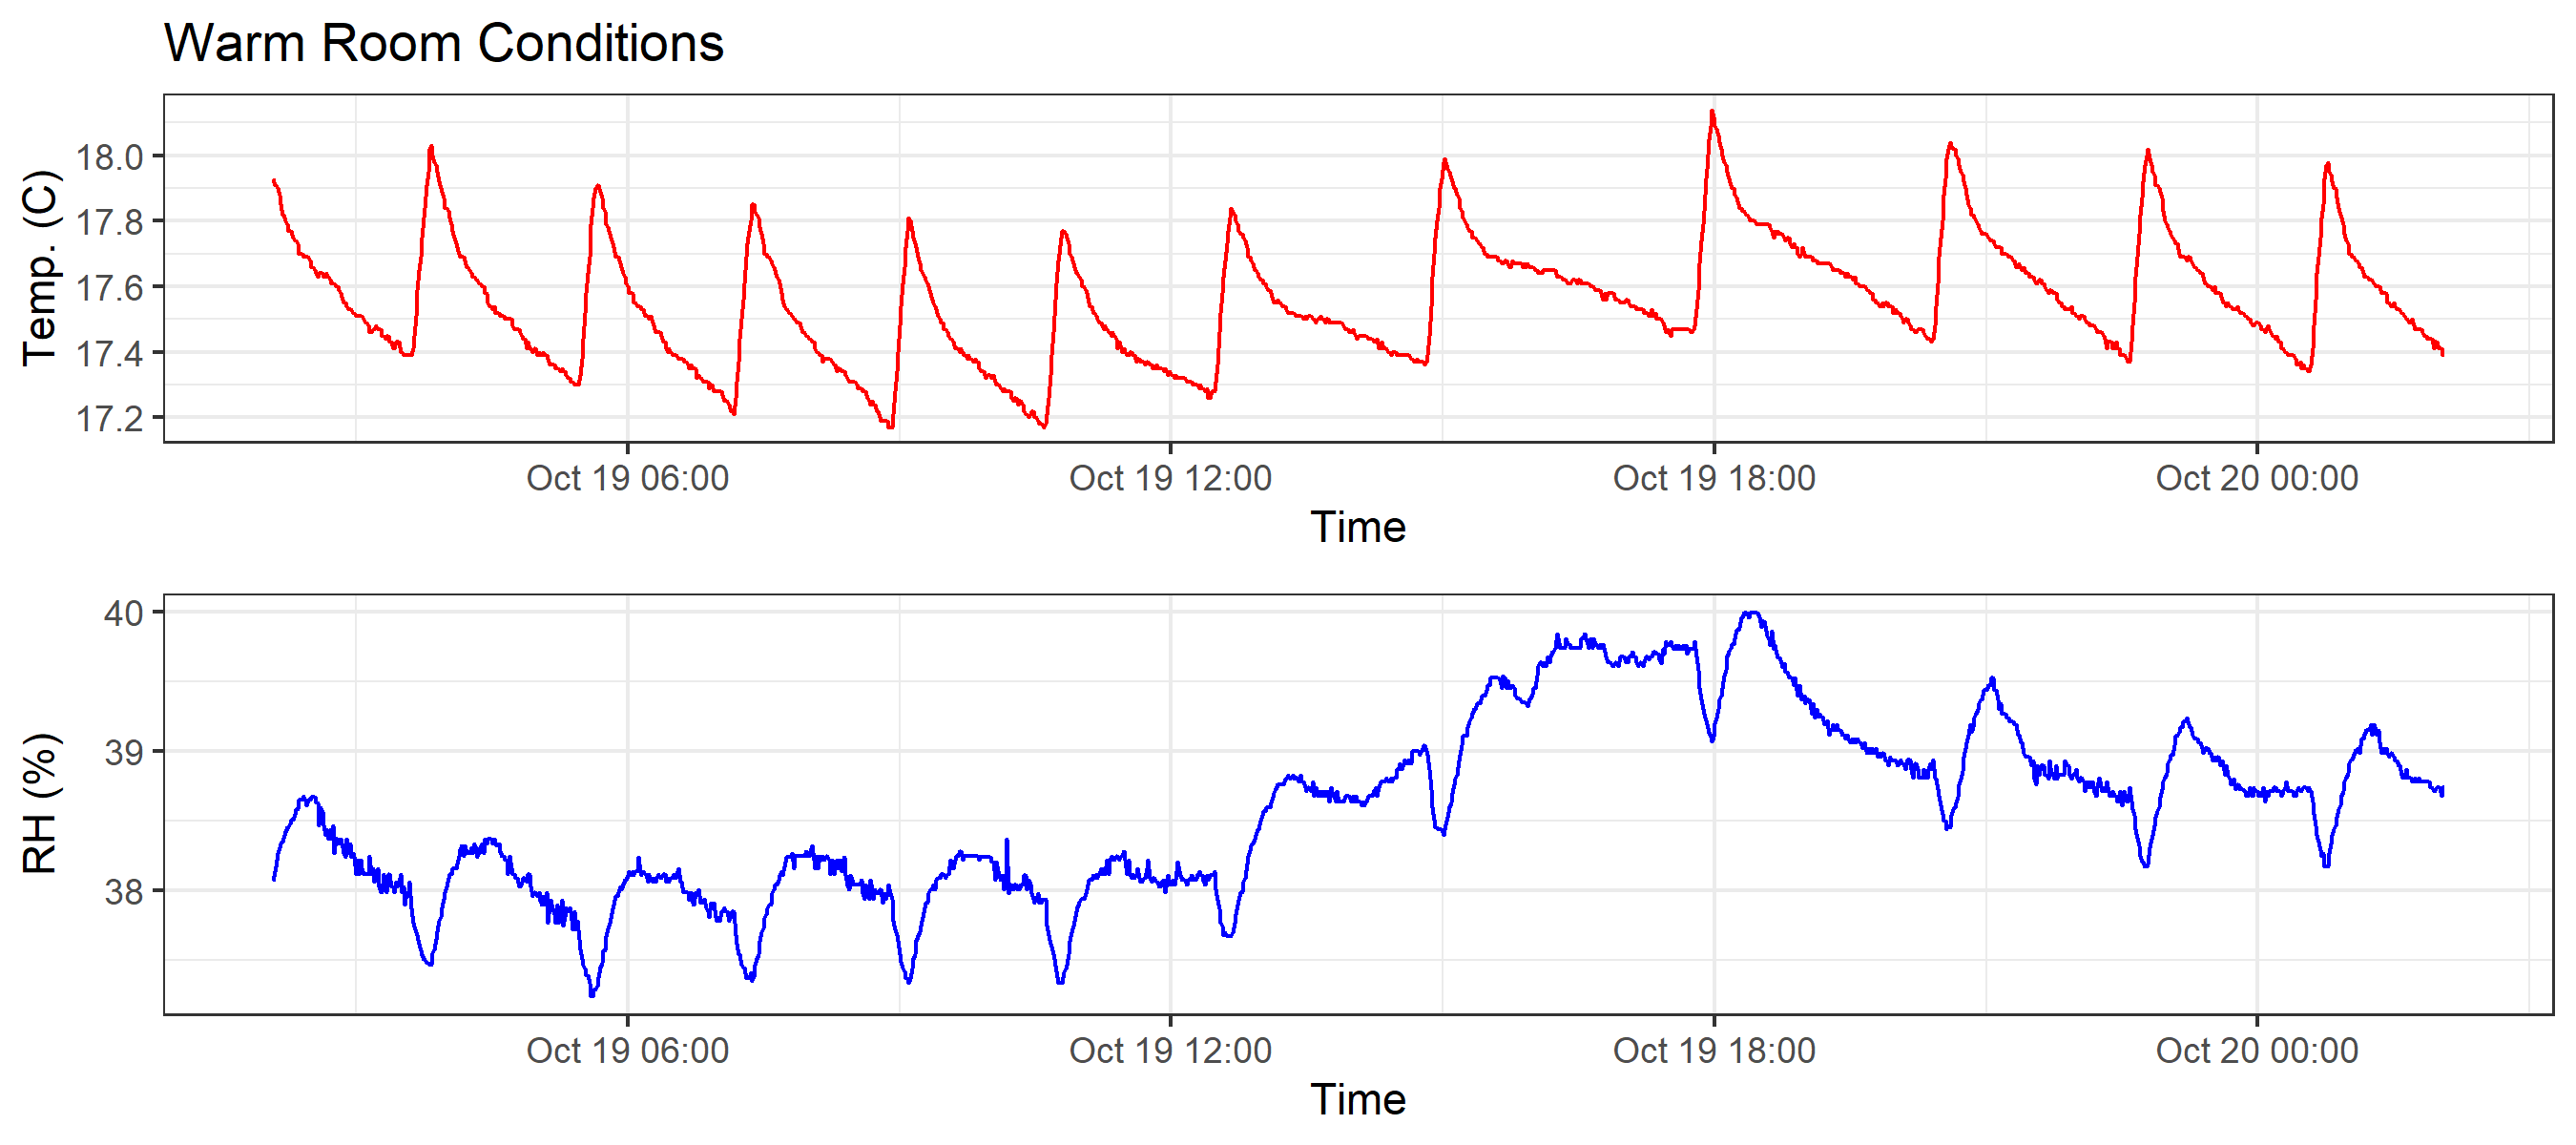 Warm Room Conditions
Temp. (C)
18.0
17.8
17.6
17.4
17.2
Oct 19 06:00 Oct 19 12:00 Oct 19 18:00 Oct 20 00:00
Time
RH (%)
40
39
38
Oct 19 06:00 Oct 19 12:00 Oct 19 18:00 Oct 20 00:00
Time